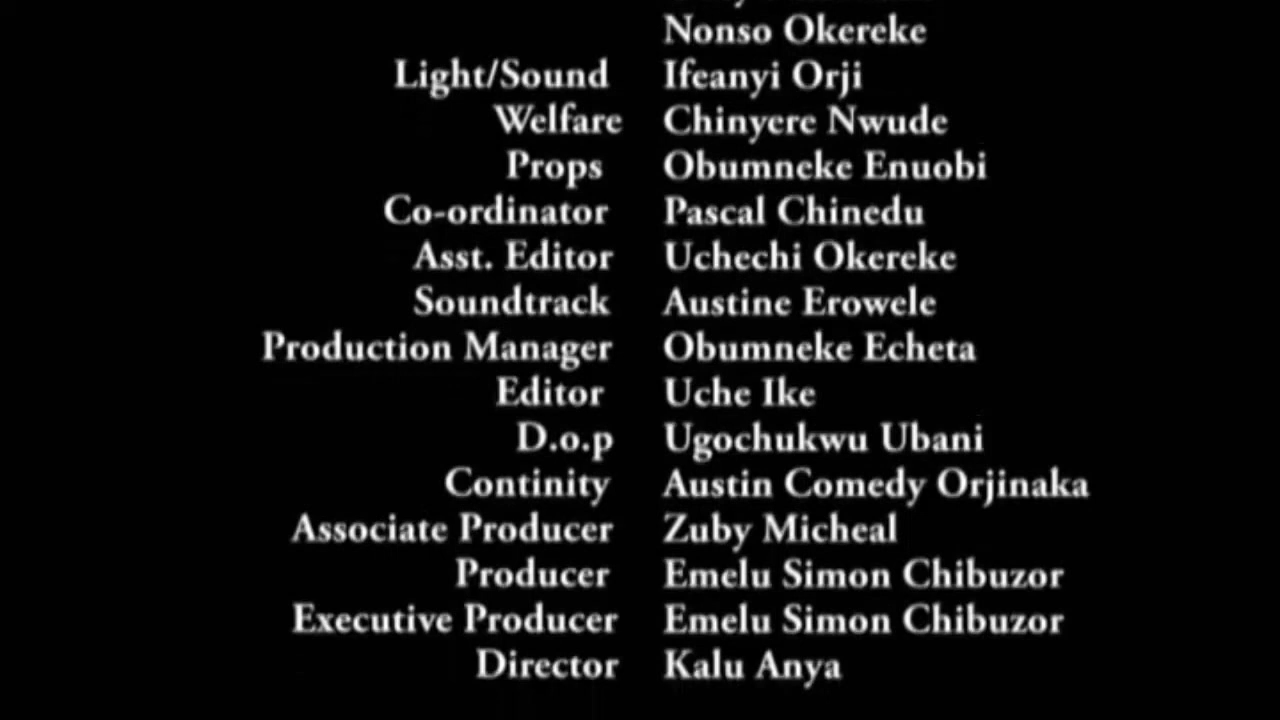 Nonso Okereke
Light/Sound Ifeanyi Orji
Welfare Chinyere Nwude
Props Obumneke Enuobi
Co-ordinator Pascal Chinedu
Asst. Editor Uchechi Okereke
Soundtrack Austine Erowele
Production Manager Obumneke Echeta
Editor Uche Ike
D.o.p Ugochukwu Ubani
Continity Austin Comedy Orjinaka
Associate Producer Zuby Micheal
Producer Emelu Simon Chibuzor
Executive Producer Emelu Simon Chibuzor
Director Kalu Anya